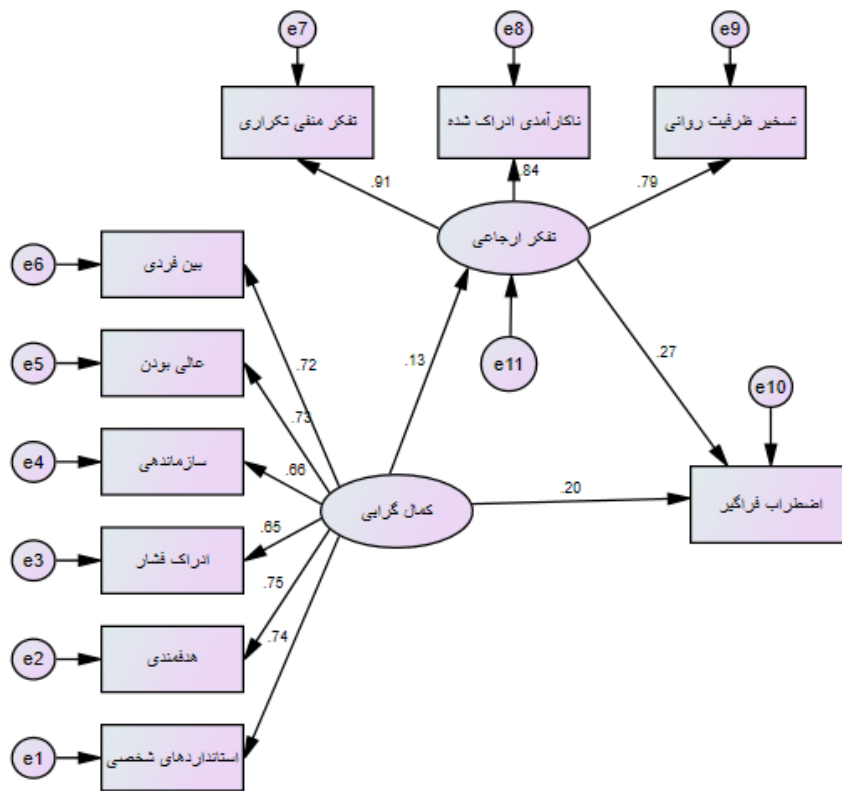 e7
e8
e9
تفکر منفی تکراری
ناکارآمدی ادراک شده
تسخیر ظرفیت روانی
.91
.84
.79
تفکر ارجاعی
e6
بین فردی
e5
عالی بودن
.72
.13
e11
.27
e10
.73
e4
سازماندهی
.66
کمال گرایی
.20
اضطراب فراگیر
e3
ادراک فشار
.65
.75
e2
هدفمندی
.74
e1
استانداردهای شخصی